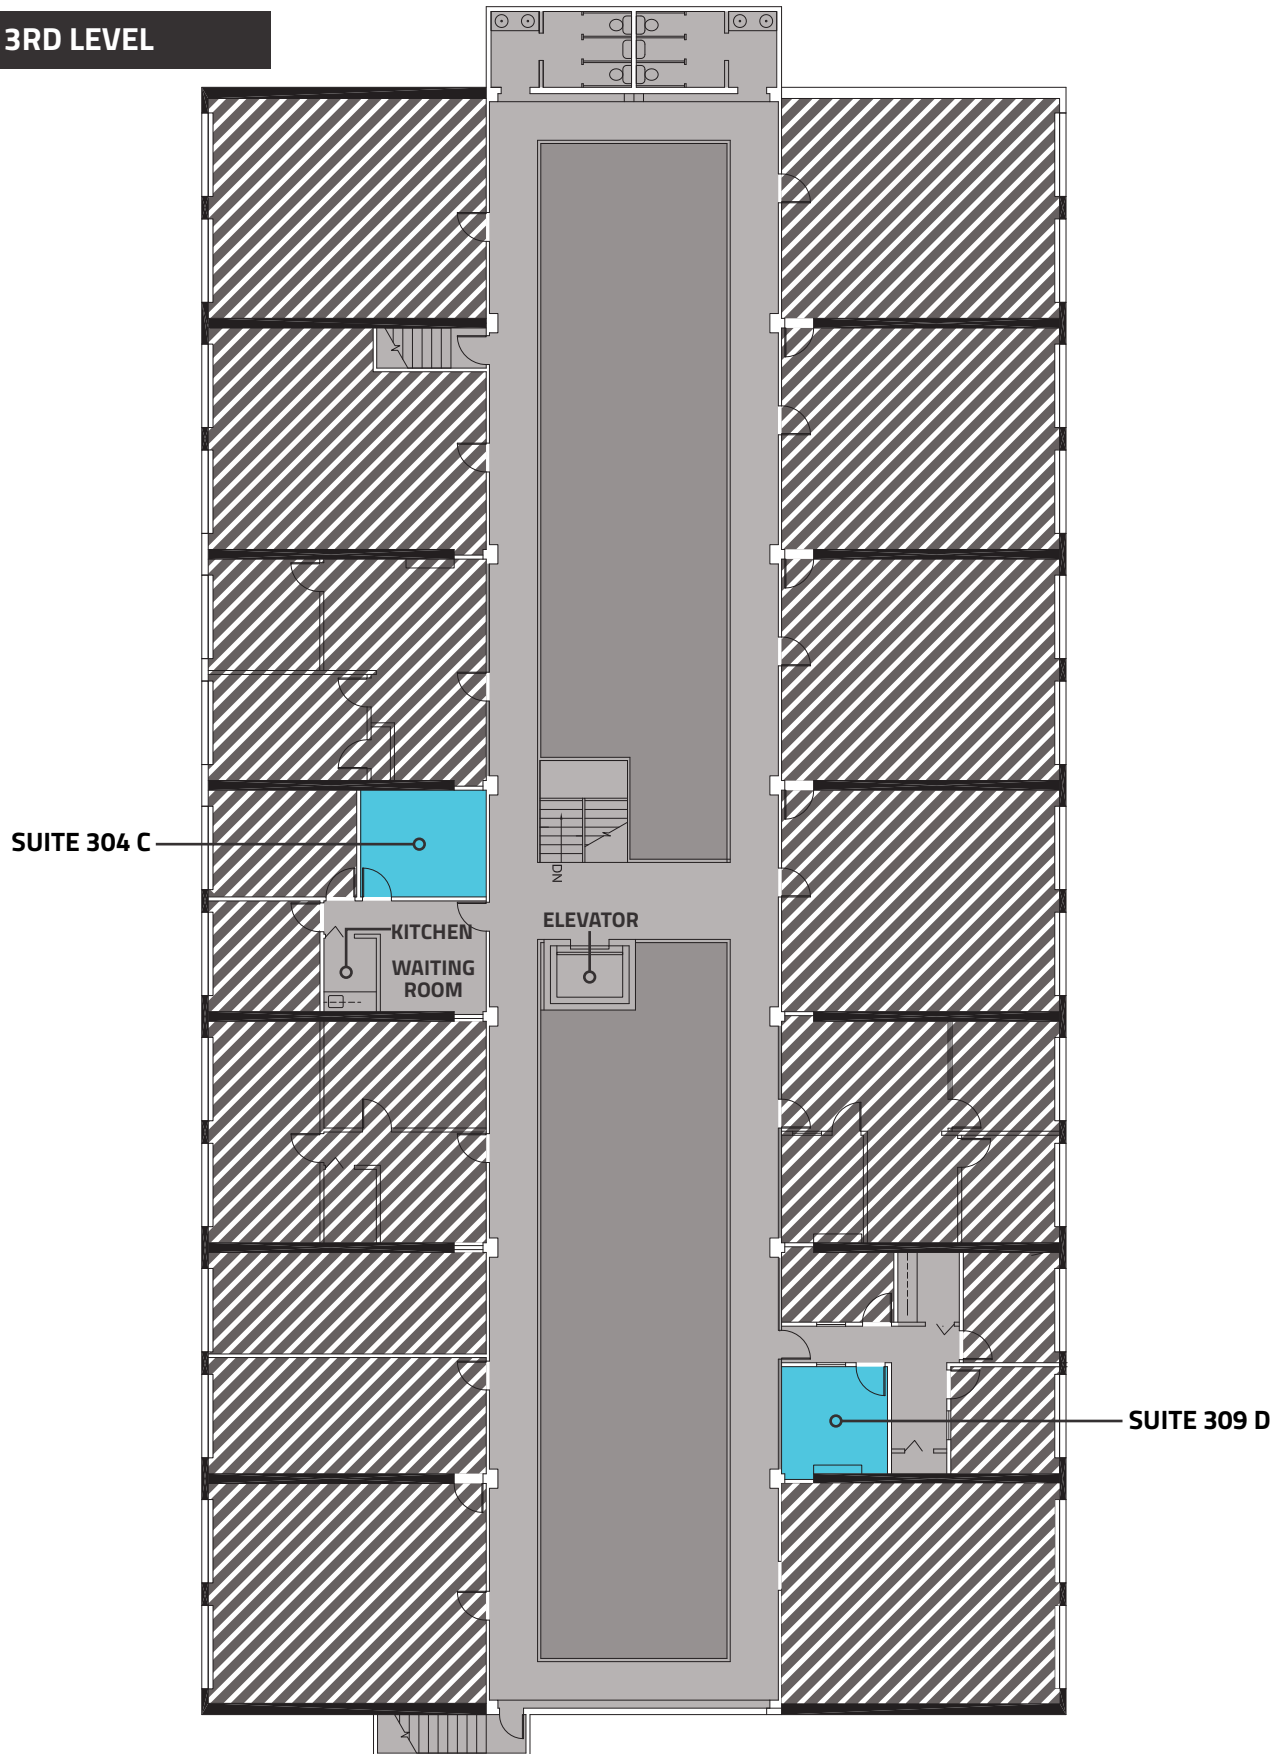 3RD LEVEL
SUITE 304 C
DN
ELEVATOR
KITCHEN
WAITING
ROOM
SUITE 309 D